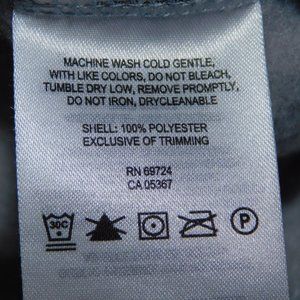 MACHINE WASH COLD GENTLE,
WITH LIKE COLORS, DO NOT BLEACH,
TUMBLE DRY LOW, REMOVE PROMPTLY,
DO NOT IRON, DRYCLEANABLE
SHELL: 100% POLYESTER
EXCLUSIVE OF TRIMMING
RN 69724
CA 05367
30C P